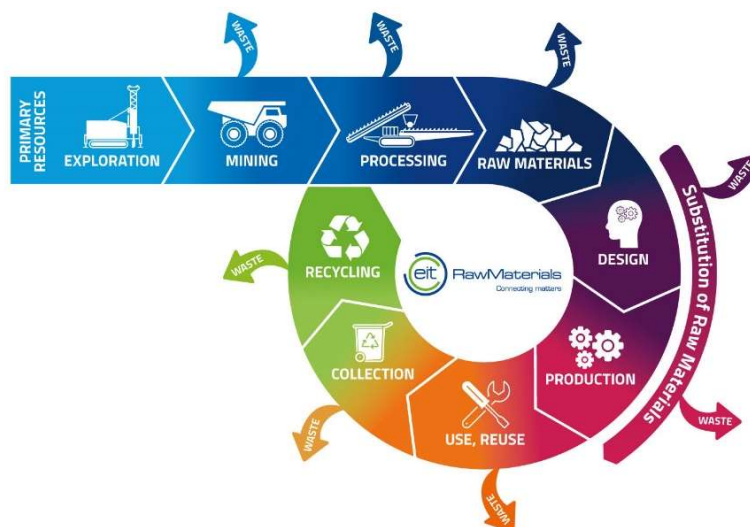 PRIMARY
RESOURCES
EXPLORATION
WASTE
MINING
WASTE
PROCESSING
WASTE
RAW MATERIALS
WASTE
DESIGN
Substitution of Raw Materials
WASTE
PRODUCTION
WASTE
USE, REUSE
WASTE
COLLECTION
WASTE
RECYCLING
eit RawMaterials
Connecting matters